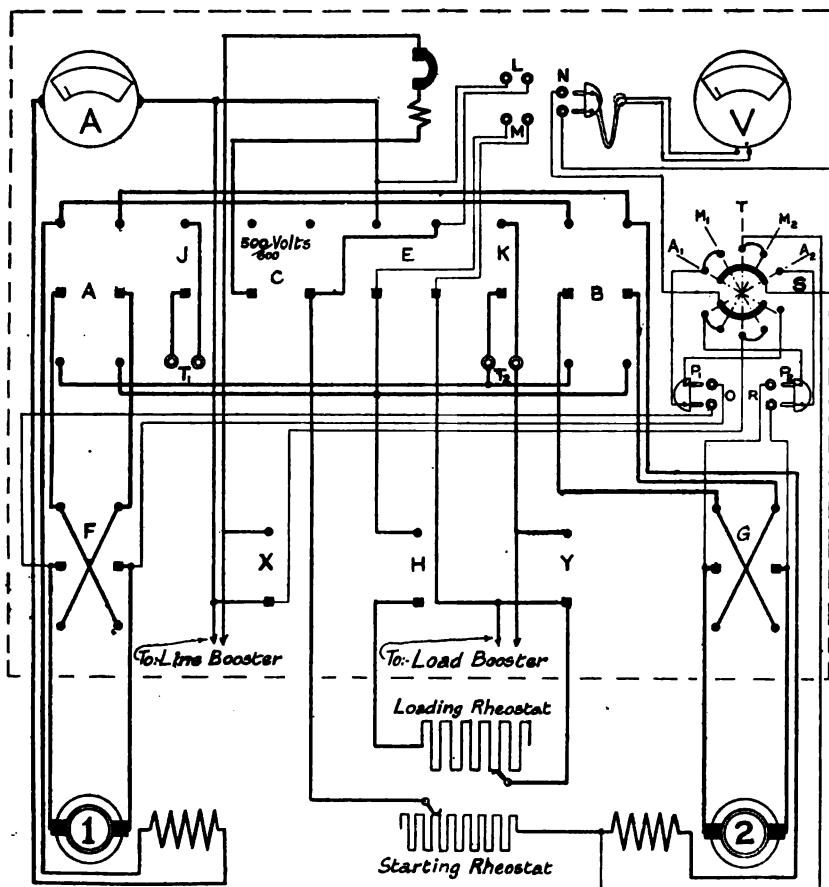 A
L
N
M
V
T
M₁
M₂
A₁
A₂
S
J
500 Volts
600
C
E
K
A
B
T₁
T₂
P₁
O
R
P₂
F
X
H
Y
G
To:-Line Booster
To:-Load Booster
Loading Rheostat
1
2
Starting Rheostat